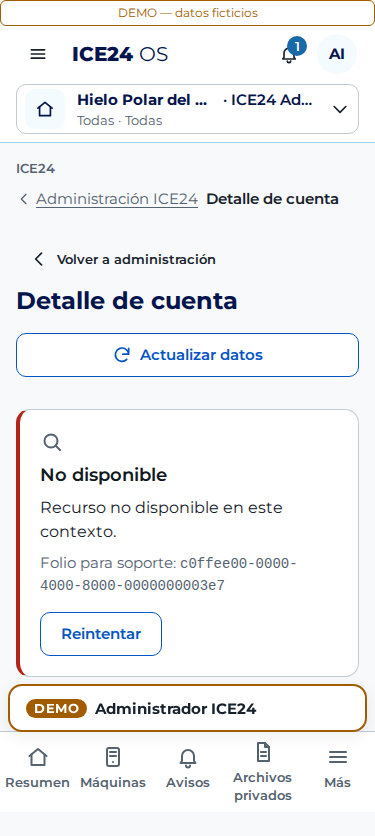 DEMO — datos ficticios
ICE24 OS
1
AI
Hielo Polar del ... · ICE24 Ad...
Todas · Todas
ICE24
Administración ICE24 Detalle de cuenta
Volver a administración
Detalle de cuenta
Actualizar datos
No disponible
Recurso no disponible en este
contexto.
Folio para soporte: c0ffee00-0000-
4000-8000-0000000003e7
Reintentar
DEMO Administrador ICE24
Resumen
Máquinas
Avisos
Archivos
privados
Más